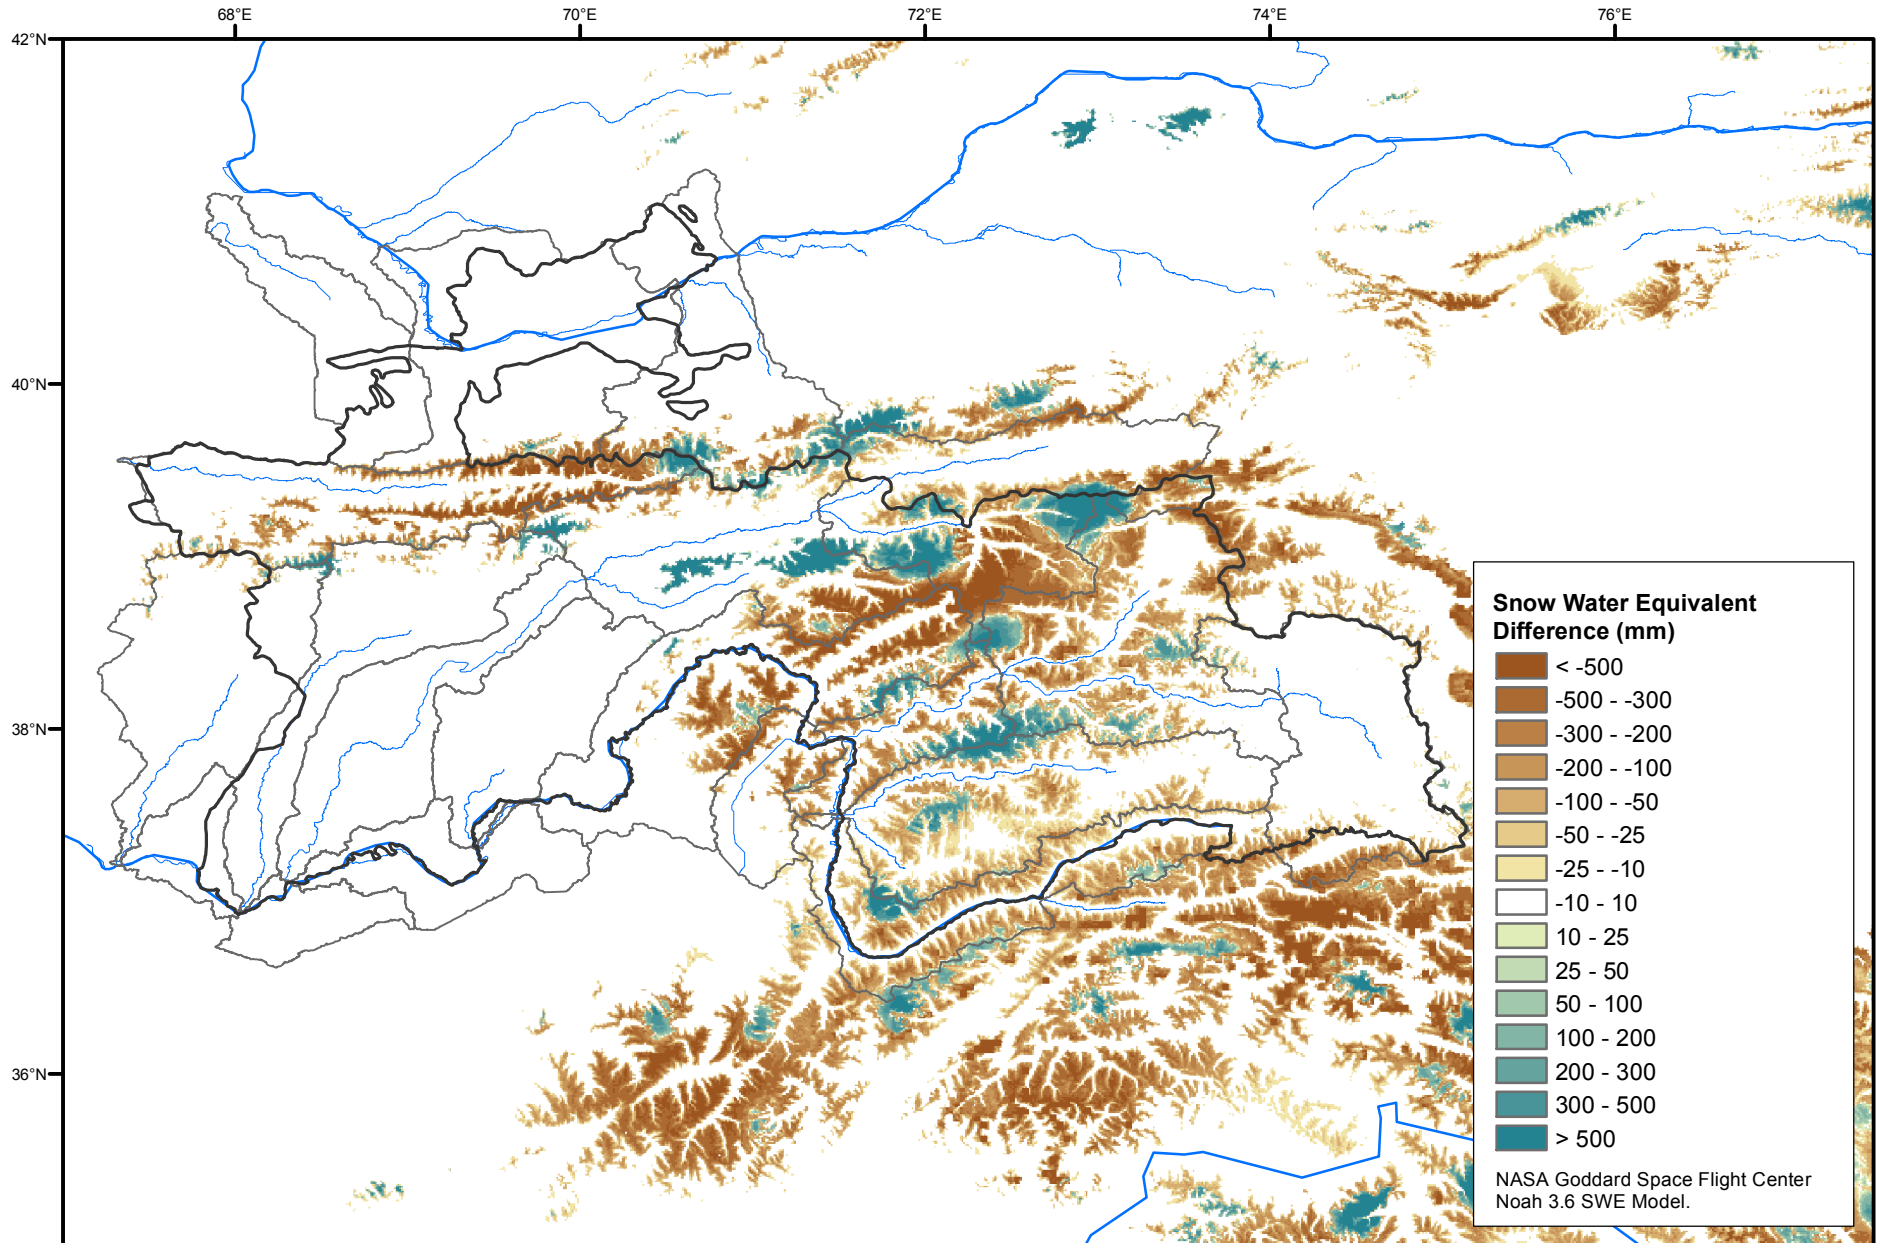 68°E
70°E
72°E
74°E
76°E
42°N
40°N
38°N
36°N
Snow Water Equivalent
Difference (mm)
< -500
-500 - -300
-300 - -200
-200 - -100
-100 - -50
-50 - -25
-25 - -10
-10 - 10
10 - 25
25 - 50
50 - 100
100 - 200
200 - 300
300 - 500
> 500
NASA Goddard Space Flight Center
Noah 3.6 SWE Model.